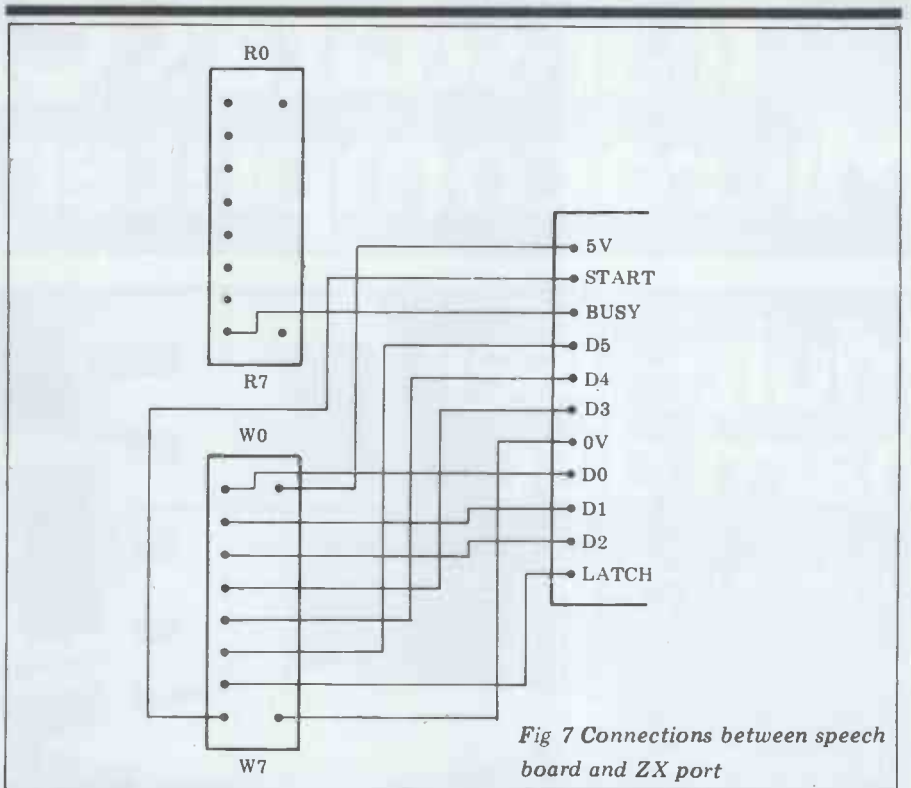 R0
R7
W0
W7
5V
START
BUSY
D5
D4
D3
0V
D0
D1
D2
LATCH
Fig 7 Connections between speech
board and ZX port